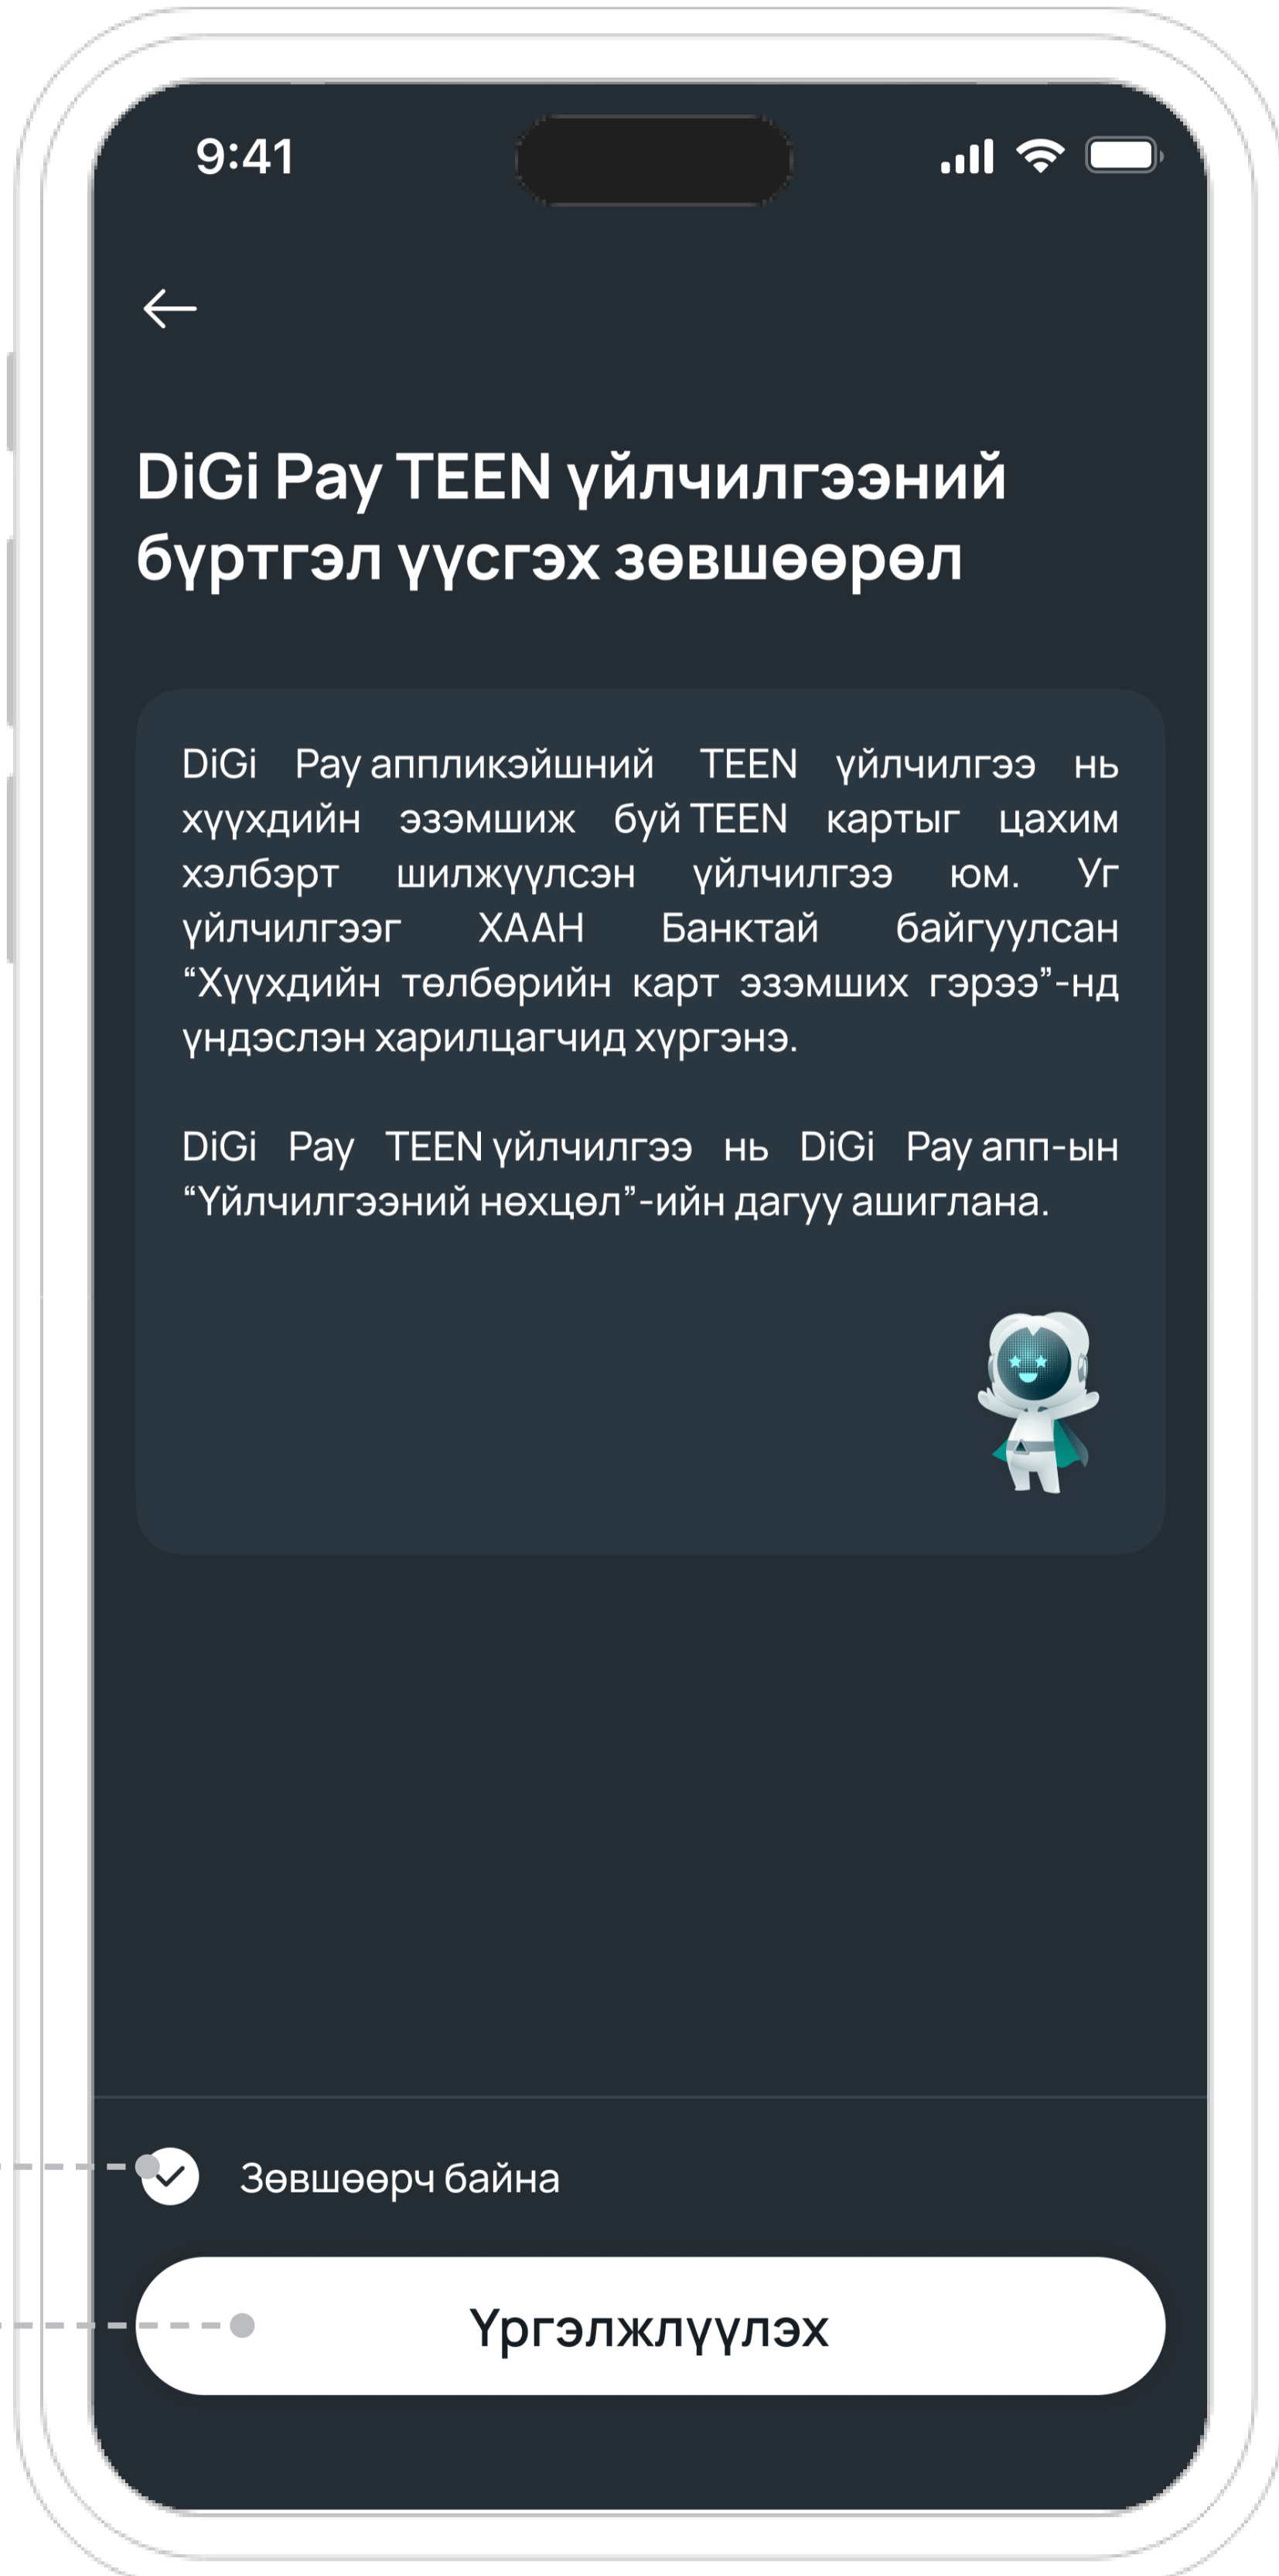 9:41
DiGi Pay TEEN үйлчилгээний
бүртгэл үүсгэх зөвшөөрөл
DiGi Pay аппликэйшний TEEN үйлчилгээ нь
хүүхдийн эзэмшиж буй TEEN картыг цахим
хэлбэрт шилжүүлсэн үйлчилгээ юм. Уг
үйлчилгээг ХААН Банктай байгуулсан
“Хүүхдийн төлбөрийн карт эзэмших гэрээ”-нд
үндэслэн харилцагчид хүргэнэ.
DiGi Pay TEEN үйлчилгээ нь DiGi Pay апп-ын
“Үйлчилгээний нөхцөл”-ийн дагуу ашиглана.
Зөвшөөрч байна
Үргэлжлүүлэх